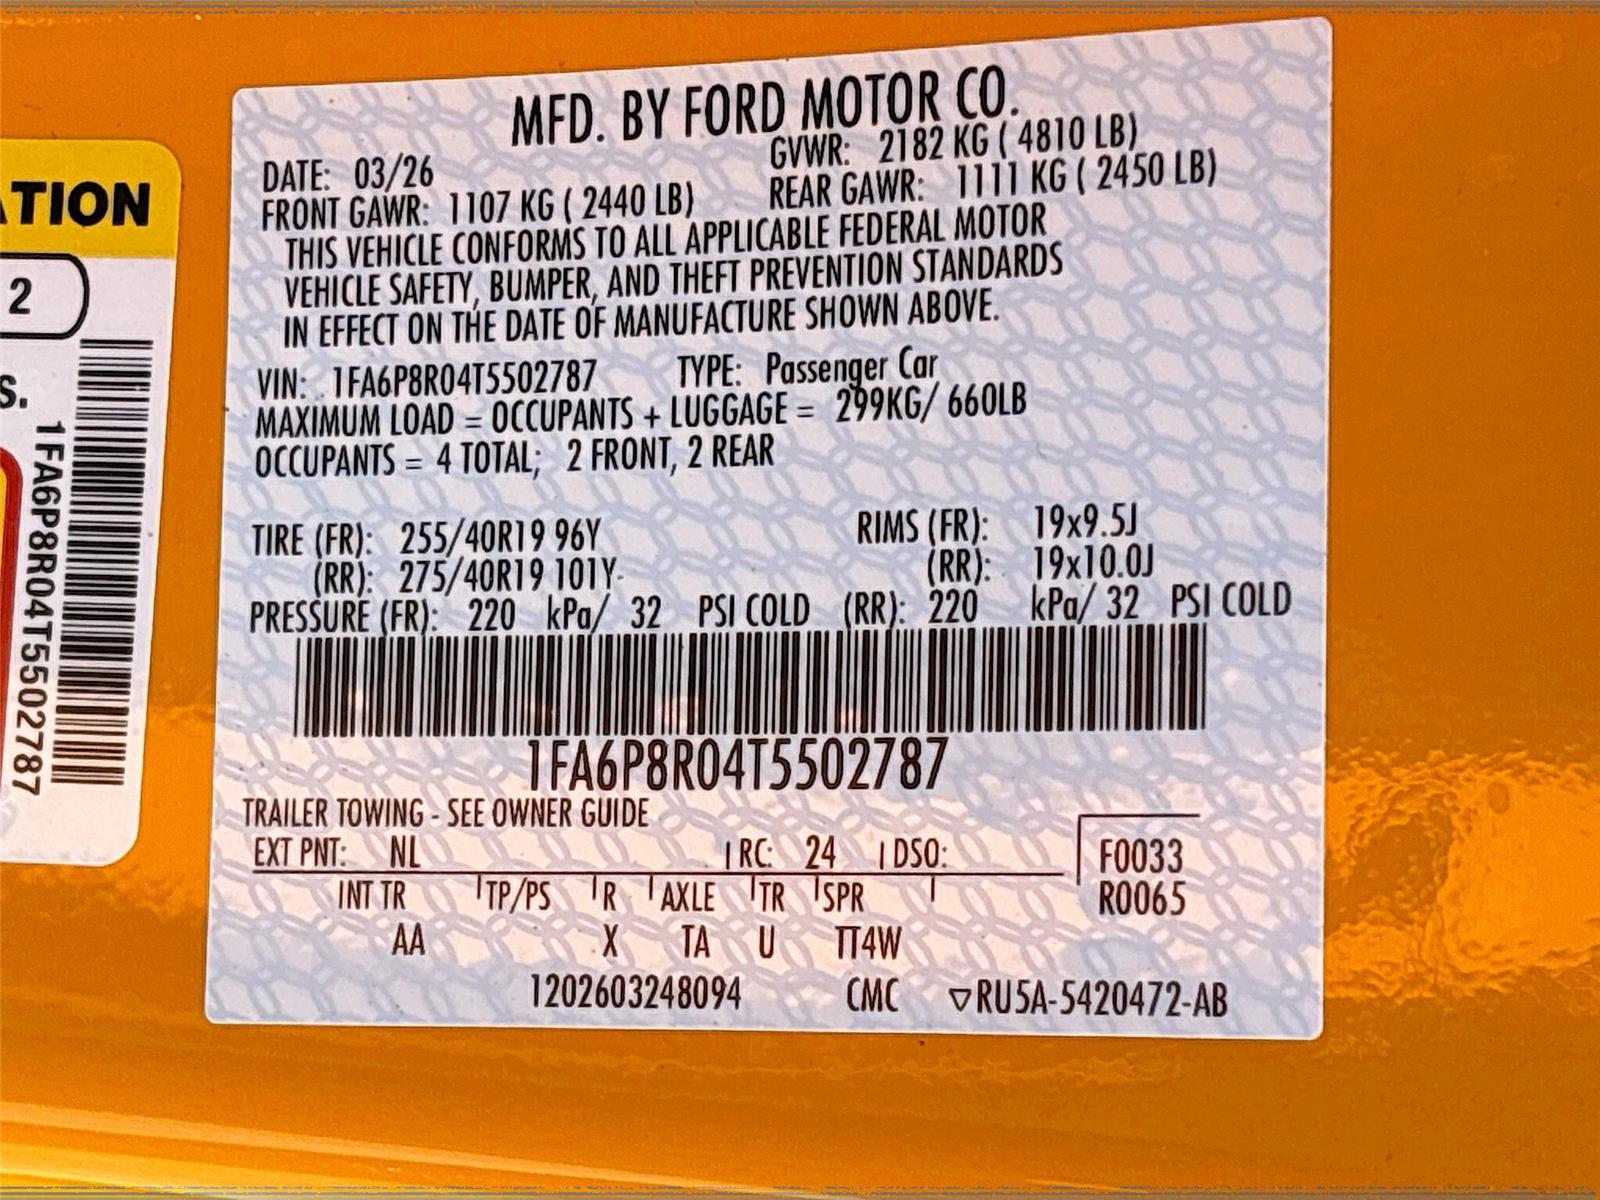 ATION
2
S.
1FA6P8R04T5502787
MFD. BY FORD MOTOR CO.
DATE: 03/26 GVWR: 2182 KG ( 4810 LB)
FRONT GAWR: 1107 KG ( 2440 LB) REAR GAWR: 1111 KG ( 2450 LB)
THIS VEHICLE CONFORMS TO ALL APPLICABLE FEDERAL MOTOR
VEHICLE SAFETY, BUMPER, AND THEFT PREVENTION STANDARDS
IN EFFECT ON THE DATE OF MANUFACTURE SHOWN ABOVE.
VIN: 1FA6P8R04T5502787 TYPE: Passenger Car
MAXIMUM LOAD = OCCUPANTS + LUGGAGE = 299KG/ 660LB
OCCUPANTS = 4 TOTAL; 2 FRONT, 2 REAR
TIRE (FR): 255/40R19 96Y RIMS (FR): 19x9.5J
(RR): 275/40R19 101Y (RR): 19x10.0J
PRESSURE (FR): 220 kPa/ 32 PSI COLD (RR): 220 kPa/ 32 PSI COLD
1FA6P8R04T5502787
TRAILER TOWING - SEE OWNER GUIDE
EXT PNT: NL RC: 24 DSO: F0033
INT TR TP/PS R AXLE TR SPR R0065
AA X TA U TT4W
1202603248094 CMC ▽RU5A-5420472-AB